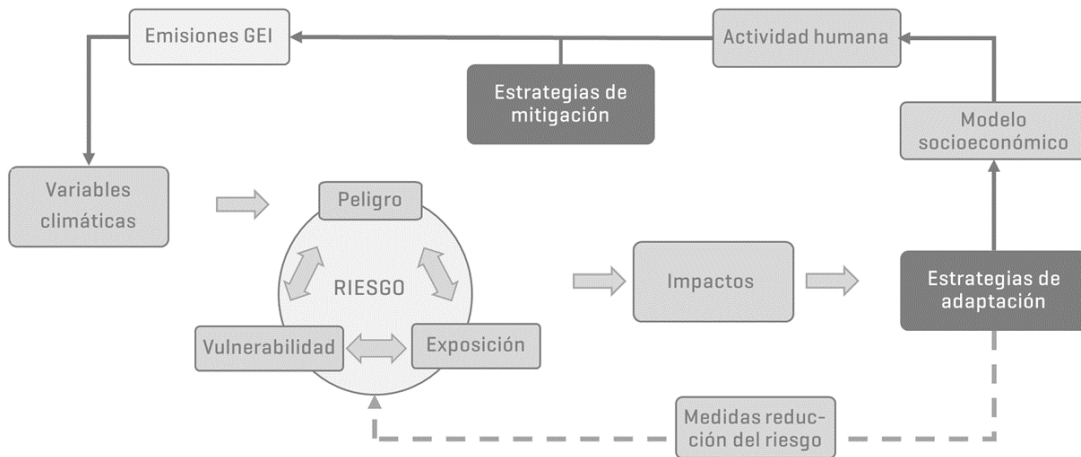 Emisiones GEI
Actividad humana
Estrategias de
mitigación
Modelo
socioeconómico
Variables
climáticas
Peligro
RIESGO
Vulnerabilidad
Exposición
Impactos
Estrategias de
adaptación
Medidas reduc-
ción del riesgo